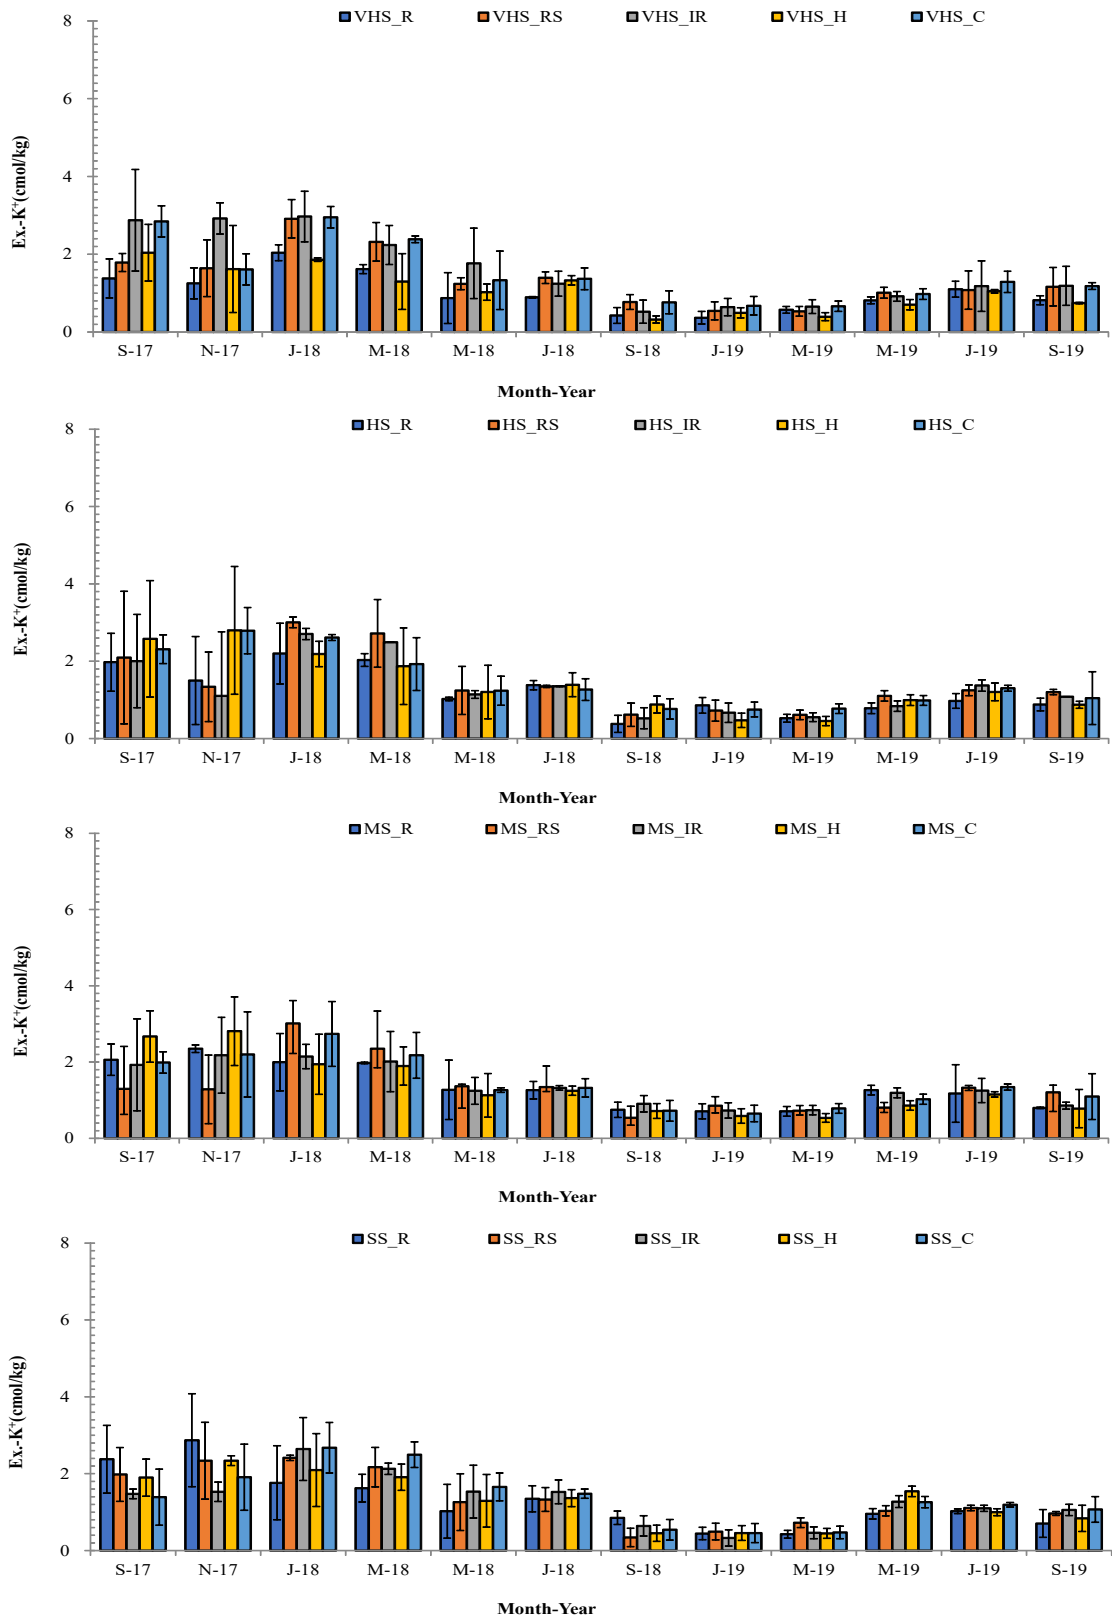 VHS_R VHS_RS VHS_IR VHS_H VHS_C
8
6
4
2
0
Ex.-K⁺(cmol/kg)
S-17 N-17 J-18 M-18 M-18 J-18 S-18 J-19 M-19 M-19 J-19 S-19
Month-Year
HS_R HS_RS HS_IR HS_H HS_C
8
6
4
2
0
Ex.-K⁺(cmol/kg)
S-17 N-17 J-18 M-18 M-18 J-18 S-18 J-19 M-19 M-19 J-19 S-19
Month-Year
MS_R MS_RS MS_IR MS_H MS_C
8
6
4
2
0
Ex.-K⁺(cmol/kg)
S-17 N-17 J-18 M-18 M-18 J-18 S-18 J-19 M-19 M-19 J-19 S-19
Month-Year
SS_R SS_RS SS_IR SS_H SS_C
8
6
4
2
0
Ex.-K⁺(cmol/kg)
S-17 N-17 J-18 M-18 M-18 J-18 S-18 J-19 M-19 M-19 J-19 S-19
Month-Year